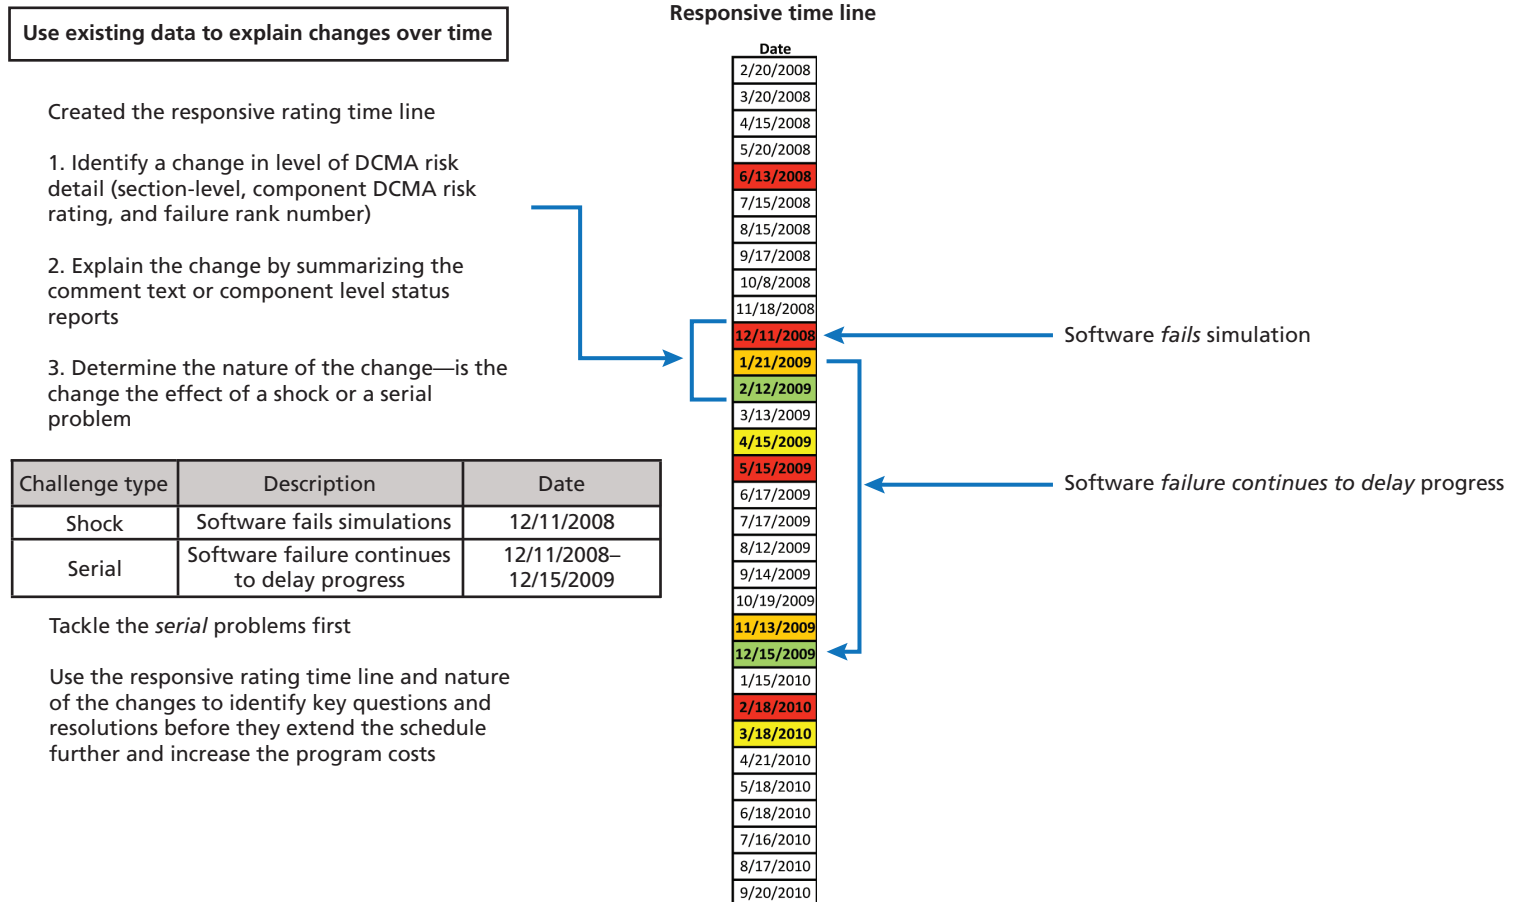 Use existing data to explain changes over time
Created the responsive rating time line
1. Identify a change in level of DCMA risk
detail (section-level, component DCMA risk
rating, and failure rank number)
2. Explain the change by summarizing the
comment text or component level status
reports
3. Determine the nature of the change—is the
change the effect of a shock or a serial
problem
Challenge type Description Date
Shock Software fails simulations 12/11/2008
Serial Software failure continues to delay progress 12/11/2008–12/15/2009
Tackle the serial problems first
Use the responsive rating time line and nature
of the changes to identify key questions and
resolutions before they extend the schedule
further and increase the program costs
Responsive time line
Date
2/20/2008
3/20/2008
4/15/2008
5/20/2008
6/13/2008
7/15/2008
8/15/2008
9/17/2008
10/8/2008
11/18/2008
12/11/2008
1/21/2009
2/12/2009
3/13/2009
4/15/2009
5/15/2009
6/17/2009
7/17/2009
8/12/2009
9/14/2009
10/19/2009
11/13/2009
12/15/2009
1/15/2010
2/18/2010
3/18/2010
4/21/2010
5/18/2010
6/18/2010
7/16/2010
8/17/2010
9/20/2010
Software fails simulation
Software failure continues to delay progress